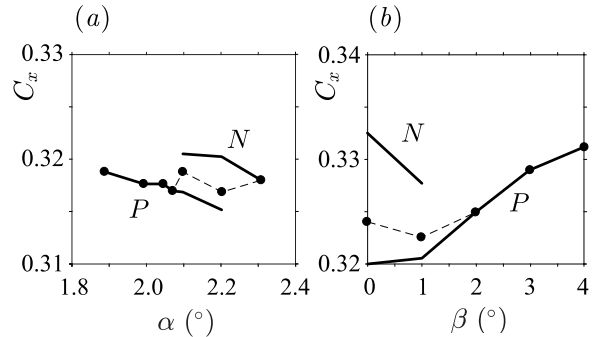 (a)
(b)
0.33
0.32
0.31
C_x
N
P
1.8 2.0 2.2 2.4
α (°)
0.34
0.33
0.32
C_x
N
P
0 1 2 3 4
β (°)